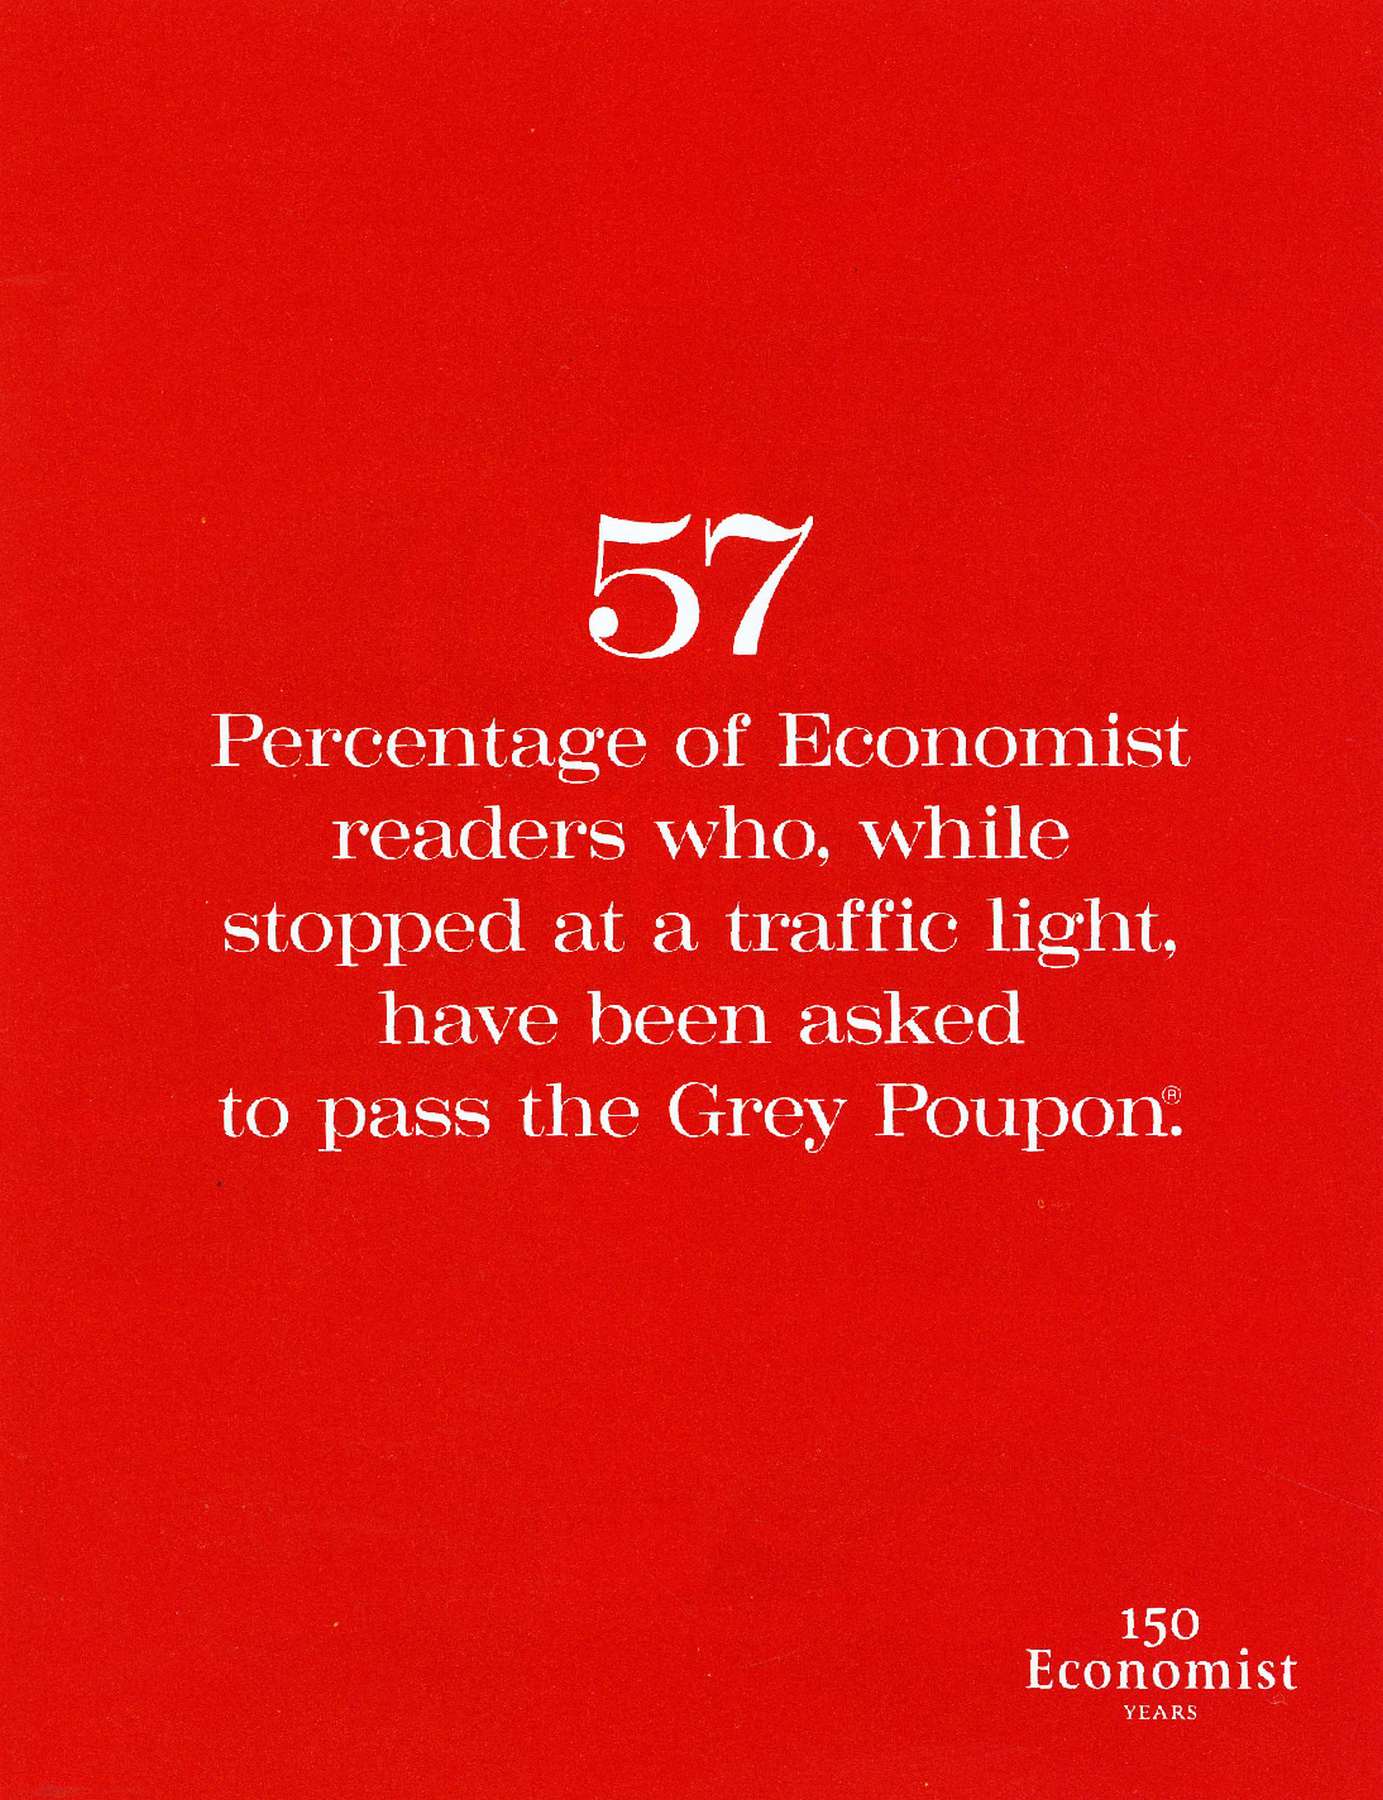 57
Percentage of Economist
readers who, while
stopped at a traffic light,
have been asked
to pass the Grey Poupon.®
150
Economist
YEARS